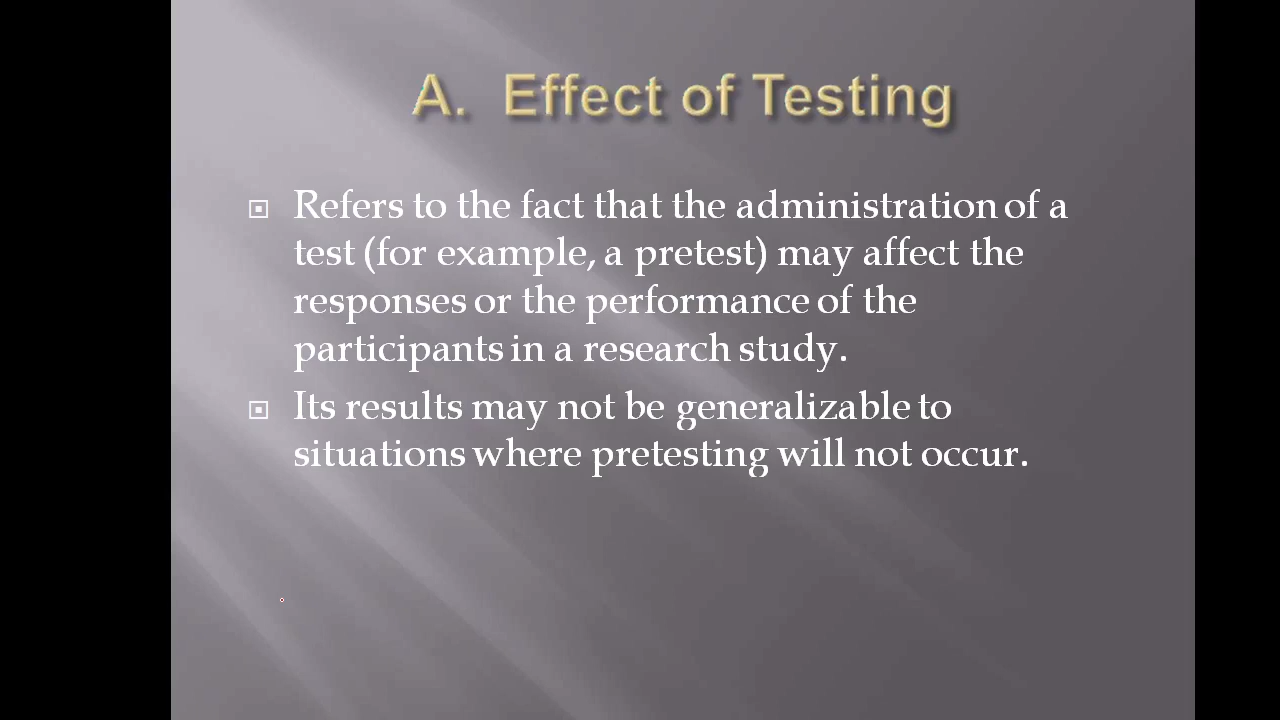 A. Effect of Testing
Refers to the fact that the administration of a
test (for example, a pretest) may affect the
responses or the performance of the
participants in a research study.
Its results may not be generalizable to
situations where pretesting will not occur.